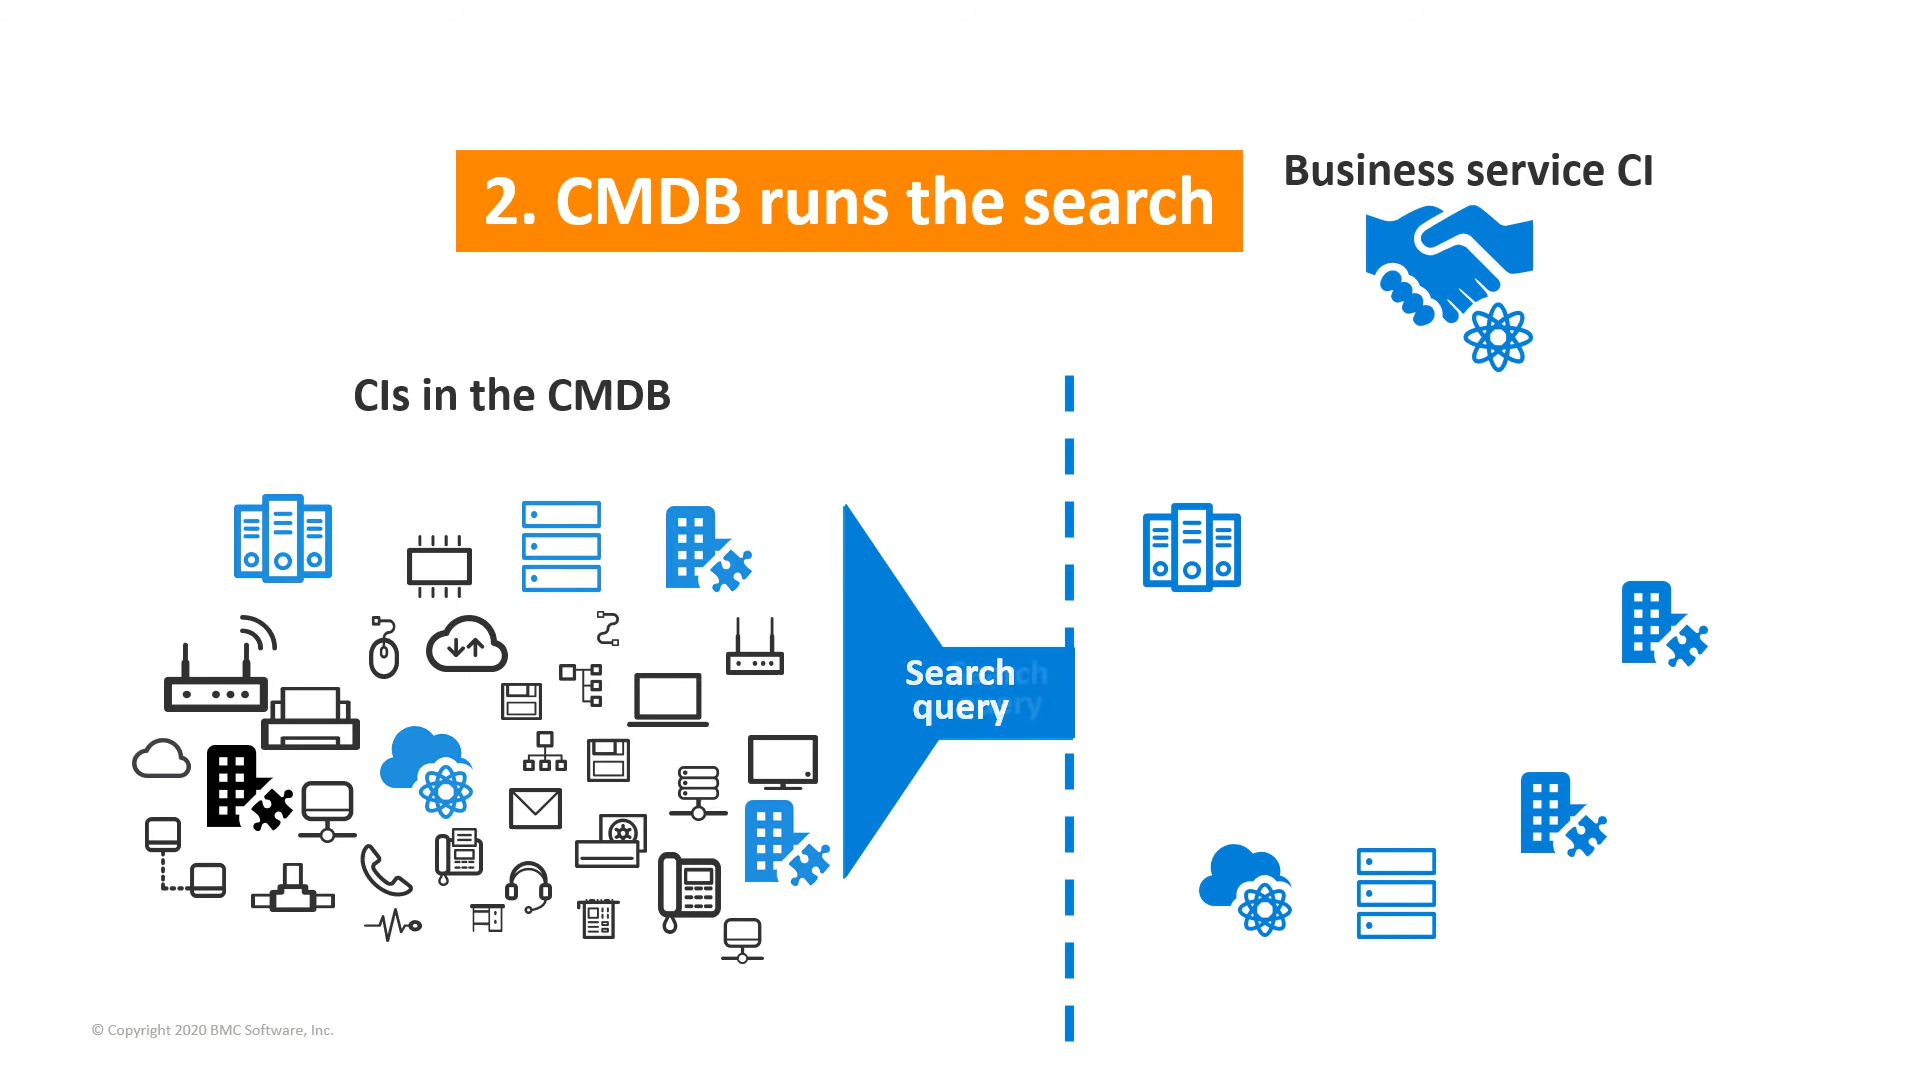 2. CMDB runs the search
Business service CI
CIs in the CMDB
Search
query
© Copyright 2020 BMC Software, Inc.